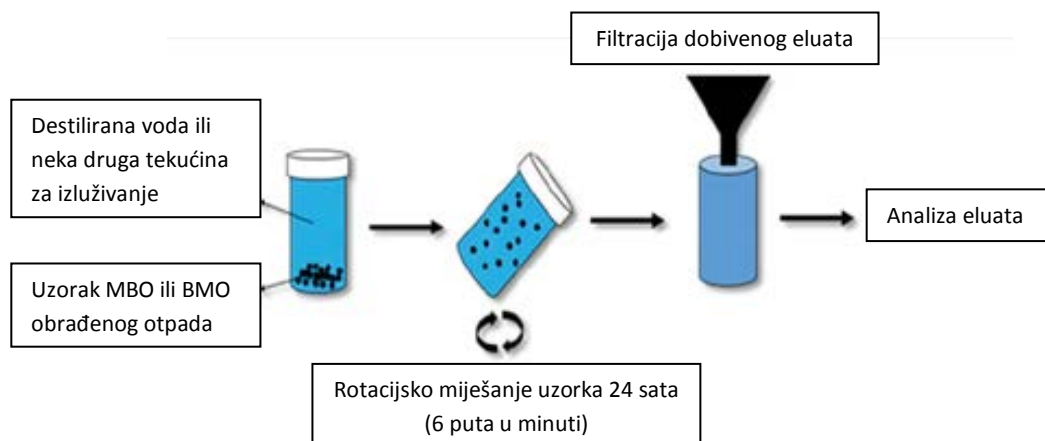 Filtracija dobivenog eluata
Destilirana voda ili
neka druga tekućina
za izluživanje
Uzorak MBO ili BMO
obrađenog otpada
Analiza eluata
Rotacijsko miješanje uzorka 24 sata
(6 puta u minuti)